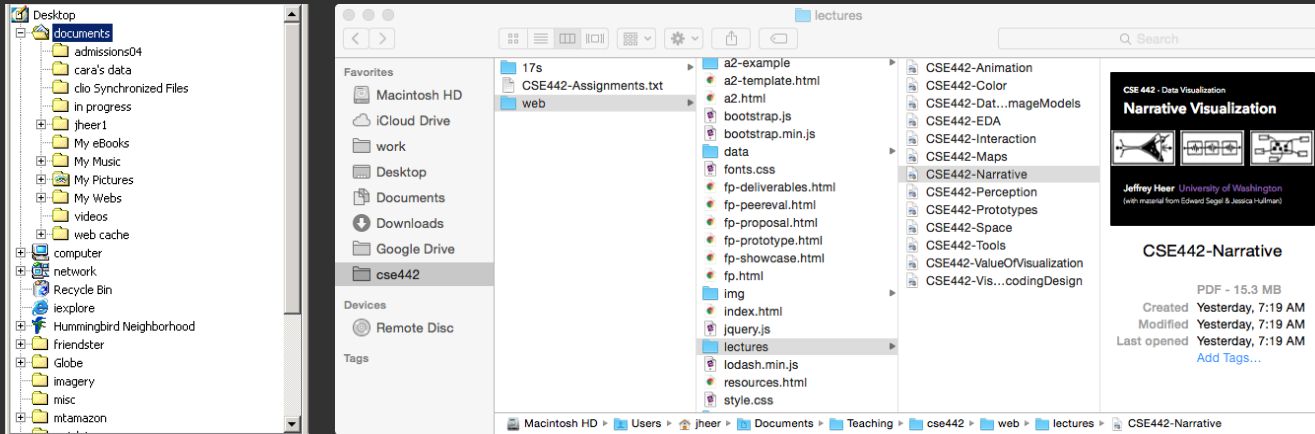 Desktop
documents
admissions04
cara's data
clio Synchronized Files
in progress
jheer1
My eBooks
My Music
My Pictures
My Webs
videos
web cache
computer
network
Recycle Bin
iexplore
Hummingbird Neighborhood
friendster
Globe
imagery
misc
mtamazon
lectures
Search
Favorites
Macintosh HD
iCloud Drive
work
Desktop
Documents
Downloads
Google Drive
cse442
Devices
Remote Disc
Tags
17s
CSE442-Assignments.txt
web
a2-example
a2-template.html
a2.html
bootstrap.js
bootstrap.min.js
data
fonts.css
fp-deliverables.html
fp-peereval.html
fp-proposal.html
fp-prototype.html
fp-showcase.html
fp.html
img
index.html
jquery.js
lectures
lodash.min.js
resources.html
style.css
CSE442-Animation
CSE442-Color
CSE442-Dat...mageModels
CSE442-EDA
CSE442-Interaction
CSE442-Maps
CSE442-Narrative
CSE442-Perception
CSE442-Prototypes
CSE442-Space
CSE442-Tools
CSE442-ValueOfVisualization
CSE442-Vis...codingDesign
CSE 442 - Data Visualization
Narrative Visualization
Jeffrey Heer University of Washington
(with material from Edward Segel & Jessica Hullman)
CSE442-Narrative
PDF - 15.3 MB
Created Yesterday, 7:19 AM
Modified Yesterday, 7:19 AM
Last opened Yesterday, 7:19 AM
Add Tags...
Macintosh HD ▸ Users ▸ jheer ▸ Documents ▸ Teaching ▸ cse442 ▸ web ▸ lectures ▸ CSE442-Narrative